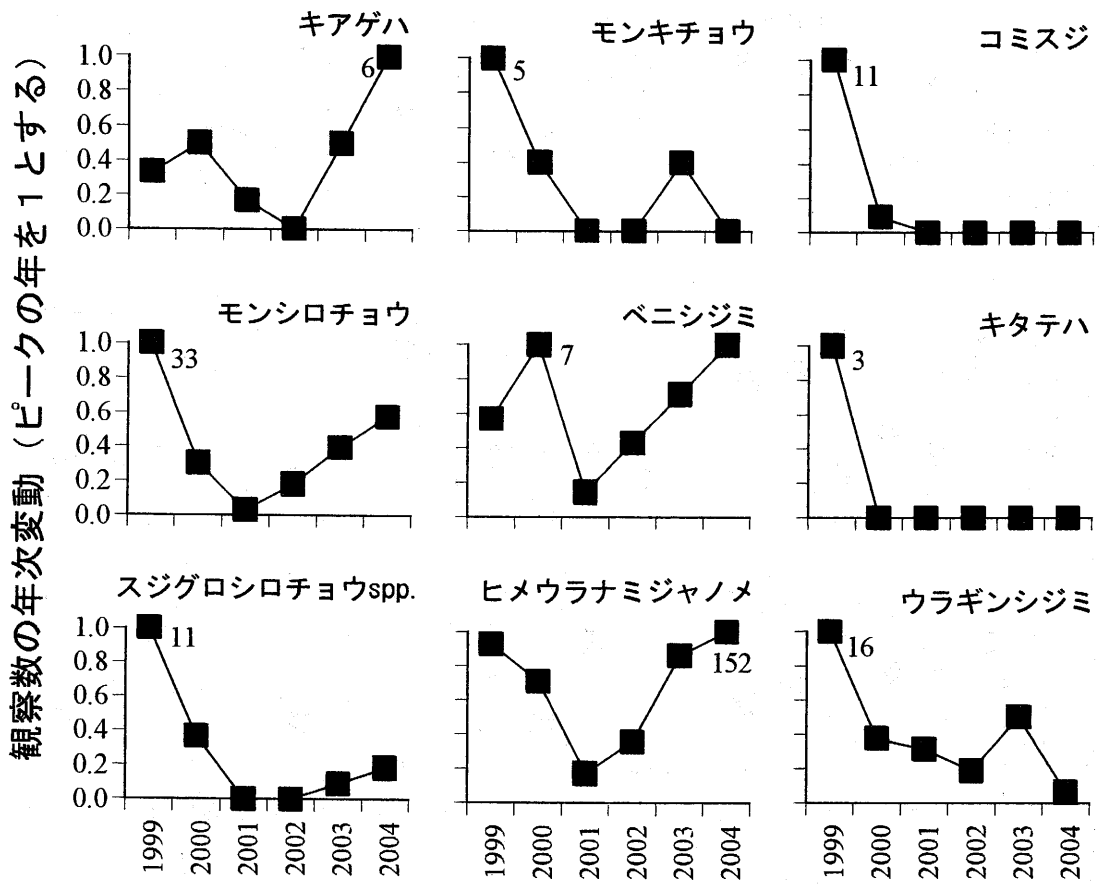 観察数の年次変動（ピークの年を１とする）
キアゲハ
モンキチョウ
コミスジ
1.0
0.8
0.6
0.4
0.2
0.0
6
5
11
モンシロチョウ
ベニシジミ
キタテハ
1.0
0.8
0.6
0.4
0.2
0.0
33
7
3
スジグロシロチョウspp.
ヒメウラナミジャノメ
ウラギンシジミ
1.0
0.8
0.6
0.4
0.2
0.0
11
152
16
1999 2000 2001 2002 2003 2004
1999 2000 2001 2002 2003 2004
1999 2000 2001 2002 2003 2004